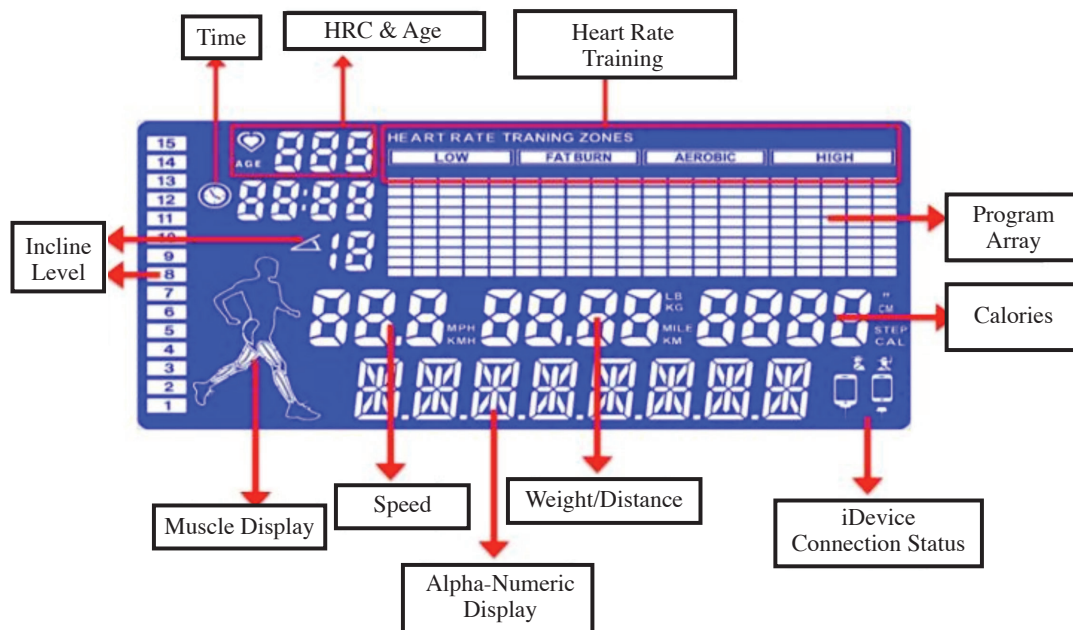 Time
HRC & Age
Heart Rate
Training
HEART RATE TRANING ZONES
LOW
FAT BURN
AEROBIC
HIGH
15
14
13
12
11
10
9
8
7
6
5
4
3
2
1
AGE
888
88:88
18
Incline
Level
Program
Array
88.8
MPH
KMH
88.88
LB
KG
MILE
KM
8888
"
CM
STEP
CAL
Calories
Muscle Display
Speed
Weight/Distance
iDevice
Connection Status
Alpha-Numeric
Display